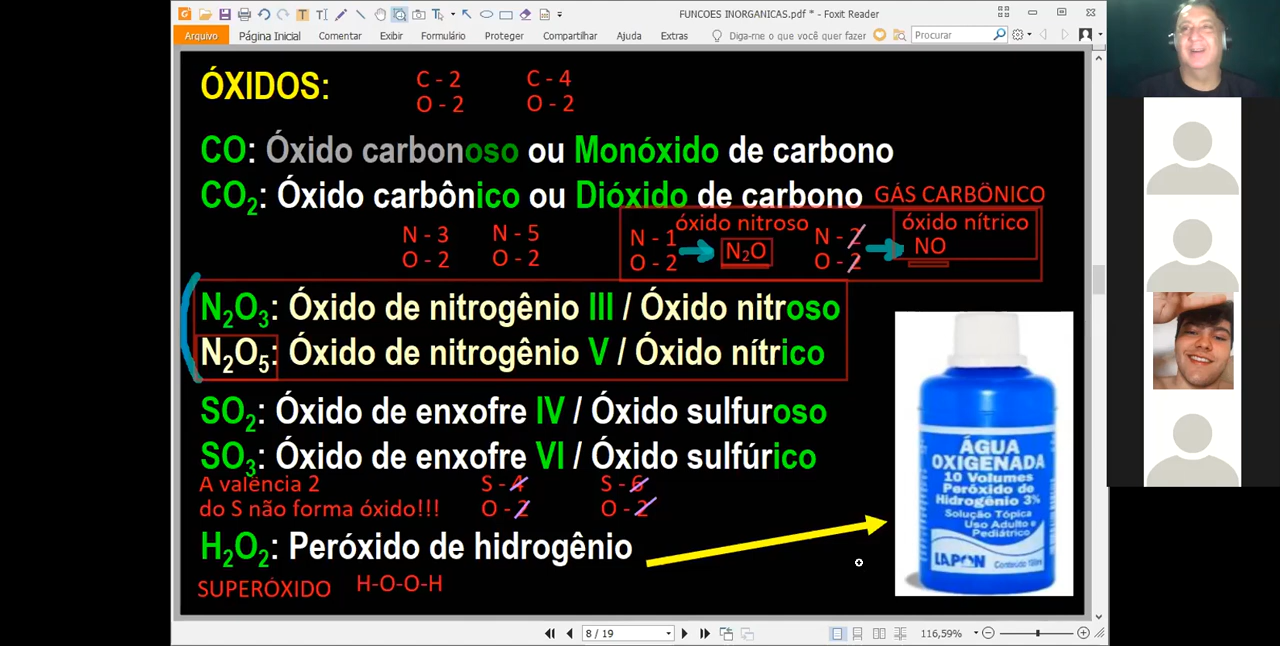 FUNCOES INORGANICAS.pdf * - Foxit Reader
Arquivo Página Inicial Comentar Exibir Formulário Proteger Compartilhar Ajuda Extras Diga-me o que você quer fazer Procurar
ÓXIDOS:
C - 2 C - 4
O - 2 O - 2
CO: Óxido carbonoso ou Monóxido de carbono
CO₂: Óxido carbônico ou Dióxido de carbono GÁS CARBÔNICO
óxido nitroso óxido nítrico
N - 3 N - 5 N - 1 N₂O N - 2 NO
O - 2 O - 2 O - 2 O - 2
N₂O₃: Óxido de nitrogênio III / Óxido nitroso
N₂O₅: Óxido de nitrogênio V / Óxido nítrico
SO₂: Óxido de enxofre IV / Óxido sulfuroso
SO₃: Óxido de enxofre VI / Óxido sulfúrico
A valência 2 S - 4 S - 6
do S não forma óxido!!! O - 2 O - 2
H₂O₂: Peróxido de hidrogênio
SUPERÓXIDO H-O-O-H
ÁGUA
OXIGENADA
10 Volumes
Peróxido de
Hidrogênio 3%
Solução Tópica
Uso Adulto e
Pediátrico
LAPON Conteúdo 100ml
8 / 19 116,59%